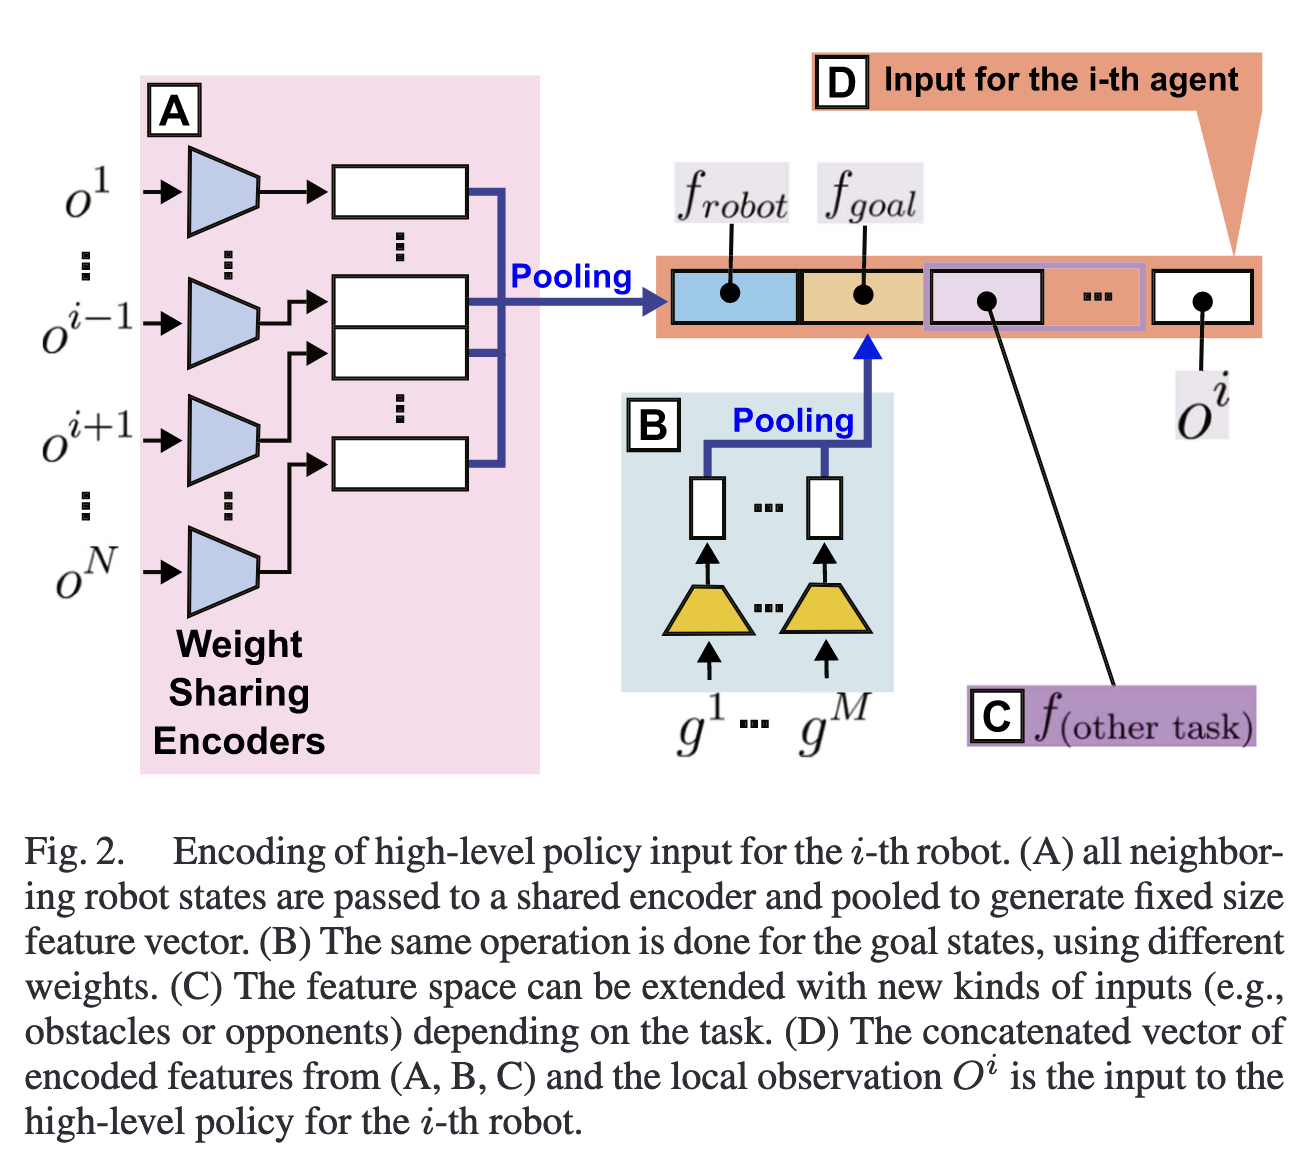 A
o^1
o^{i-1}
o^{i+1}
o^N
Weight
Sharing
Encoders
Pooling
D Input for the i-th agent
f_{robot} f_{goal}
o^i
B Pooling
g^1 ... g^M
C f_{(other task)}
Fig. 2. Encoding of high-level policy input for the i-th robot. (A) all neighbor-
ing robot states are passed to a shared encoder and pooled to generate fixed size
feature vector. (B) The same operation is done for the goal states, using different
weights. (C) The feature space can be extended with new kinds of inputs (e.g.,
obstacles or opponents) depending on the task. (D) The concatenated vector of
encoded features from (A, B, C) and the local observation O^i is the input to the
high-level policy for the i-th robot.